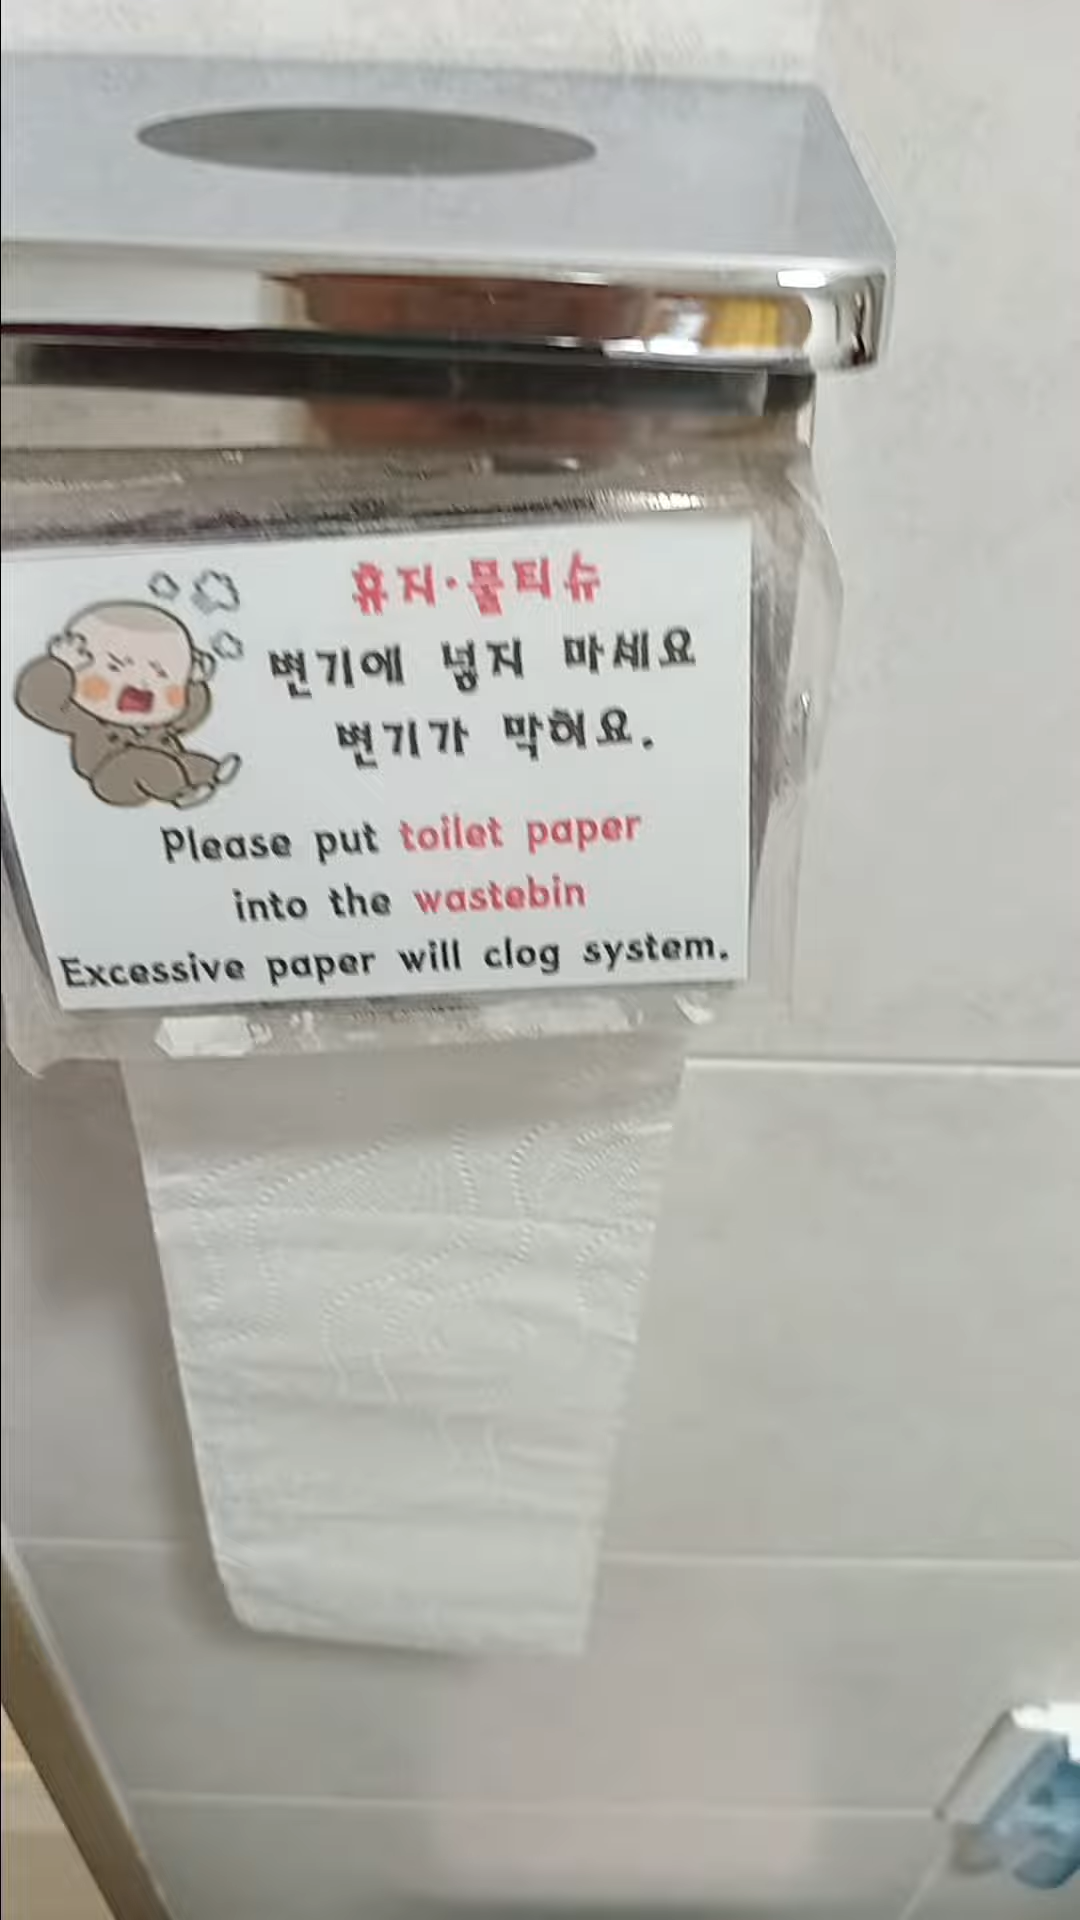 휴지·물티슈
변기에 넣지 마세요
변기가 막혀요.
Please put toilet paper
into the wastebin
Excessive paper will clog system.